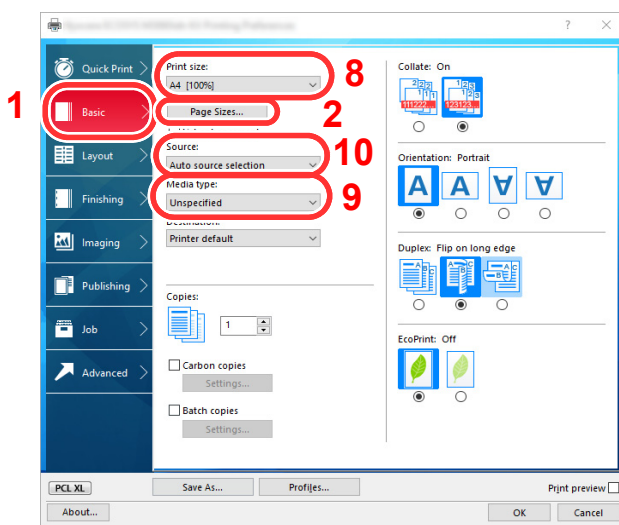 ?
Quick Print
Print size:
8
Collate: On
A4 [100%]
1
Basic
Page Sizes...
2
Source:
10
Layout
Auto source selection
Orientation: Portrait
Media type:
9
Finishing
Unspecified
A A A A
Destination:
Imaging
Printer default
Duplex: Flip on long edge
Publishing
Copies:
Job
1
EcoPrint: Off
Advanced
Carbon copies
Settings...
Batch copies
Settings...
PCL XL
Save As...
Profiles...
Print preview
About...
OK
Cancel